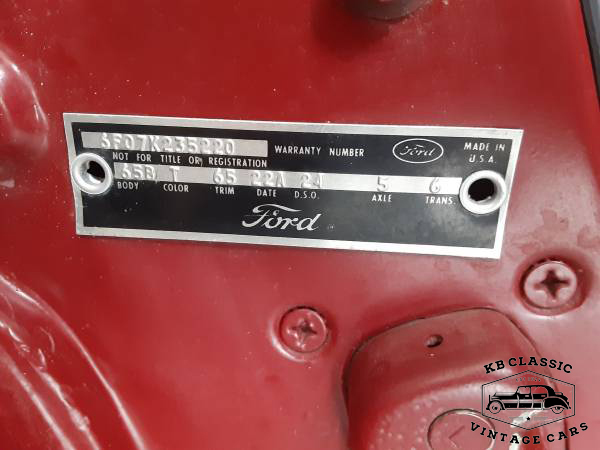 6F07K235220 WARRANTY NUMBER Ford MADE IN U.S.A.
NOT FOR TITLE OR REGISTRATION
65B T 65 22A 24 5 6
BODY COLOR TRIM DATE D.S.O. AXLE TRANS.
Ford
KB CLASSIC
VINTAGE CARS